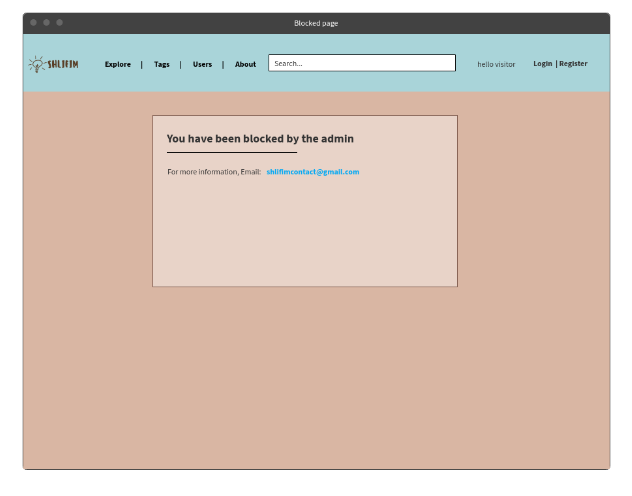 Blocked page
SHLIFIM
Explore | Tags | Users | About
Search...
hello visitor
Login | Register
You have been blocked by the admin
For more information, Email: shlifimcontact@gmail.com